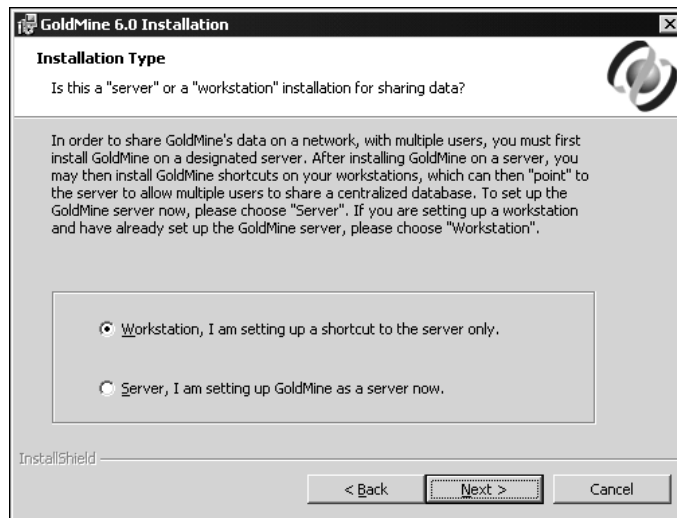 GoldMine 6.0 Installation
Installation Type
Is this a "server" or a "workstation" installation for sharing data?
In order to share GoldMine's data on a network, with multiple users, you must first
install GoldMine on a designated server. After installing GoldMine on a server, you
may then install GoldMine shortcuts on your workstations, which can then "point" to
the server to allow multiple users to share a centralized database. To set up the
GoldMine server now, please choose "Server". If you are setting up a workstation
and have already set up the GoldMine server, please choose "Workstation".
Workstation, I am setting up a shortcut to the server only.
Server, I am setting up GoldMine as a server now.
InstallShield
< Back Next > Cancel